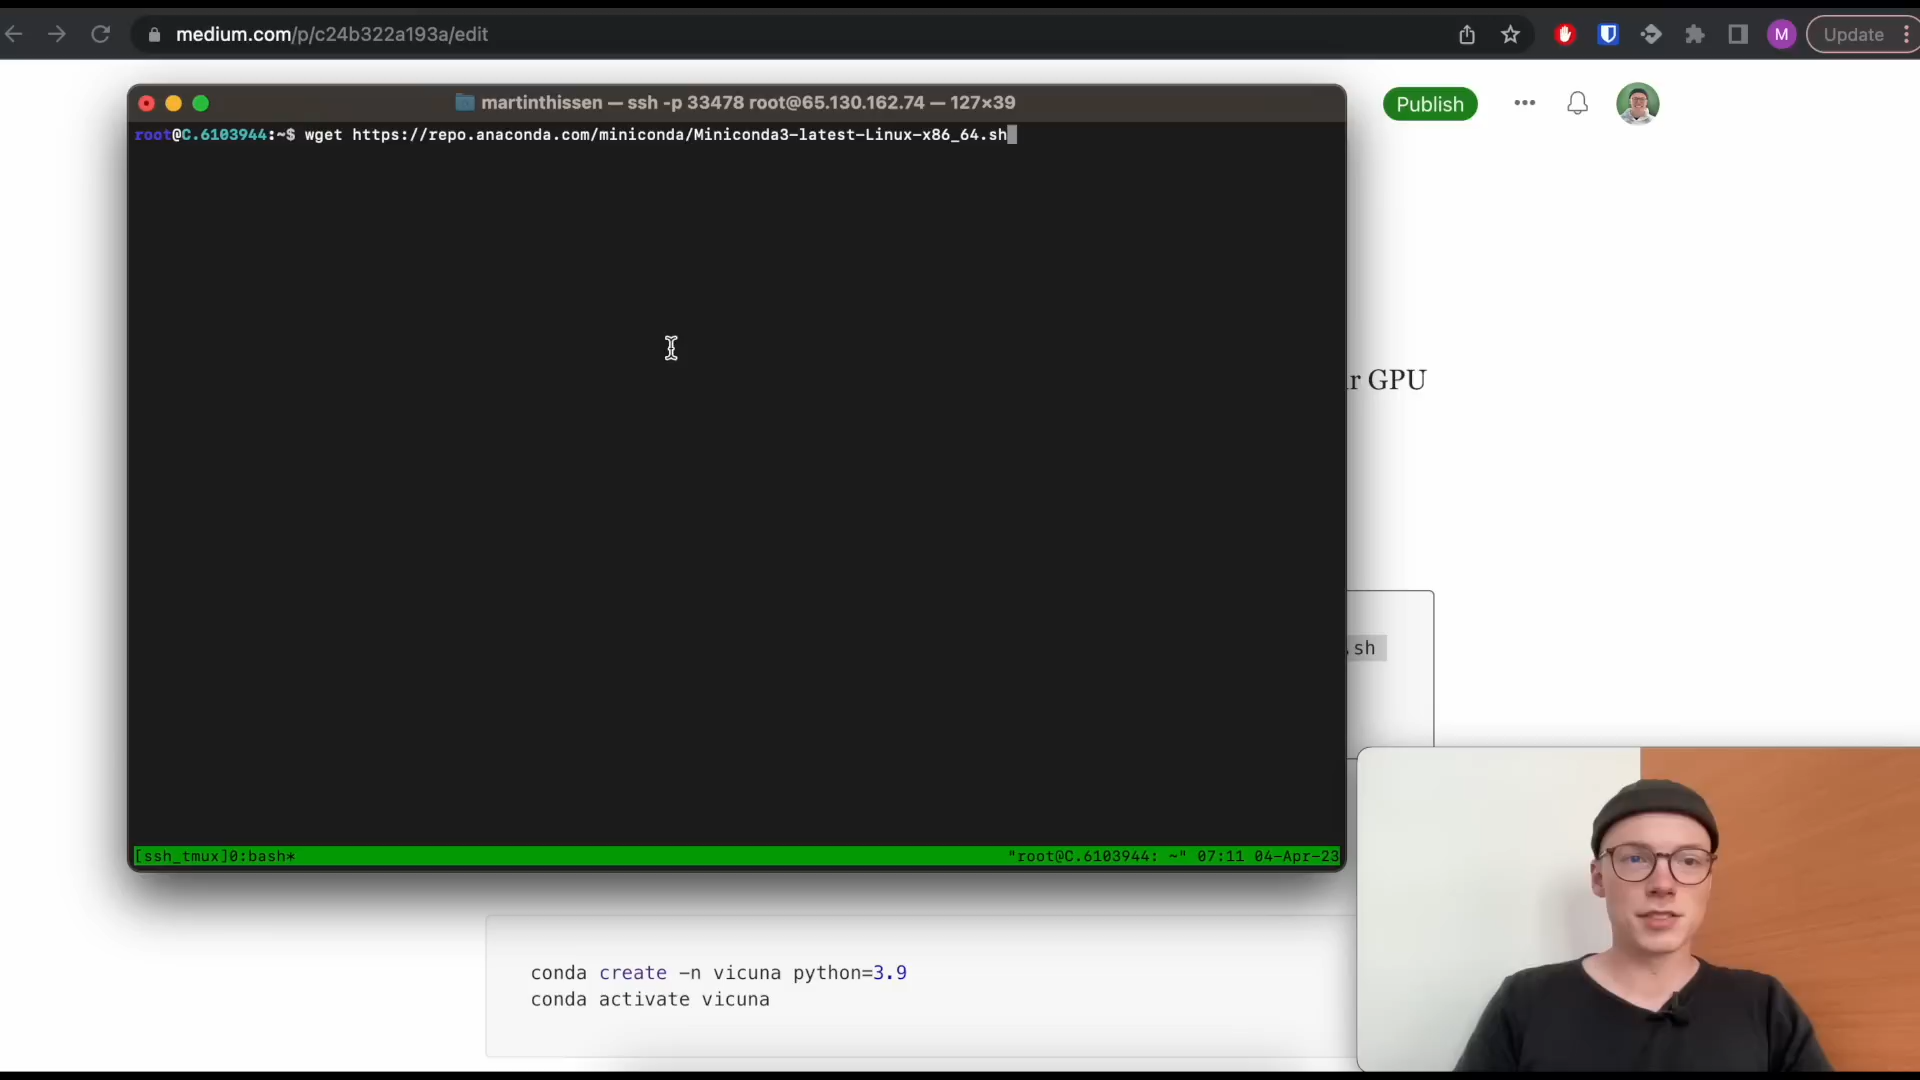 medium.com/p/c24b322a193a/edit
M
Update
martinthissen — ssh -p 33478 root@65.130.162.74 — 127×39
Publish
root@C.6103944:~$ wget https://repo.anaconda.com/miniconda/Miniconda3-latest-Linux-x86_64.sh
r GPU
.sh
[ssh_tmux]0:bash*
"root@C.6103944: ~" 07:11 04-Apr-23
conda create -n vicuna python=3.9
conda activate vicuna